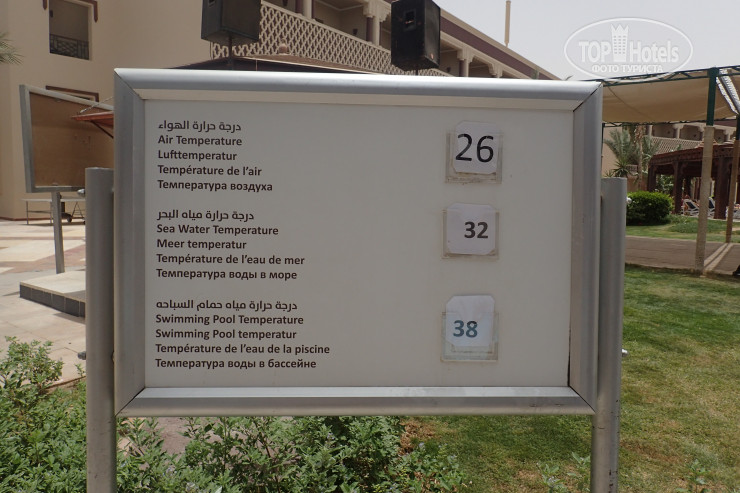 TOP Hotels
ФОТО ТУРИСТА
درجة حرارة الهواء
Air Temperature
Lufttemperatur
Température de l'air
Температура воздуха
26
درجة حرارة مياه البحر
Sea Water Temperature
Meer temperatur
Température de l'eau de mer
Температура воды в море
32
درجة حرارة مياه حمام السباحه
Swimming Pool Temperature
Swimming Pool temperatur
Température de l'eau de la piscine
Температура воды в бассейне
38